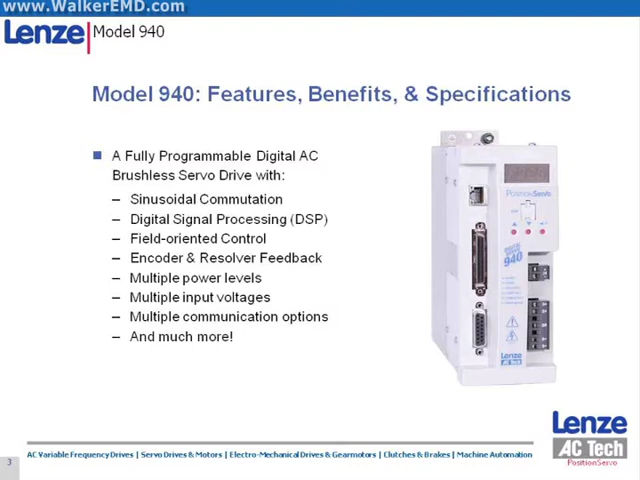 www.WalkerEMD.com
Lenze
Model 940
Model 940: Features, Benefits, & Specifications
A Fully Programmable Digital AC
Brushless Servo Drive with:
– Sinusoidal Commutation
– Digital Signal Processing (DSP)
– Field-oriented Control
– Encoder & Resolver Feedback
– Multiple power levels
– Multiple input voltages
– Multiple communication options
– And much more!
PositionServo
940
Lenze
AC Tech
Lenze
AC Tech
PositionServo
AC Variable Frequency Drives | Servo Drives & Motors | Electro-Mechanical Drives & Gearmotors | Clutches & Brakes | Machine Automation
3